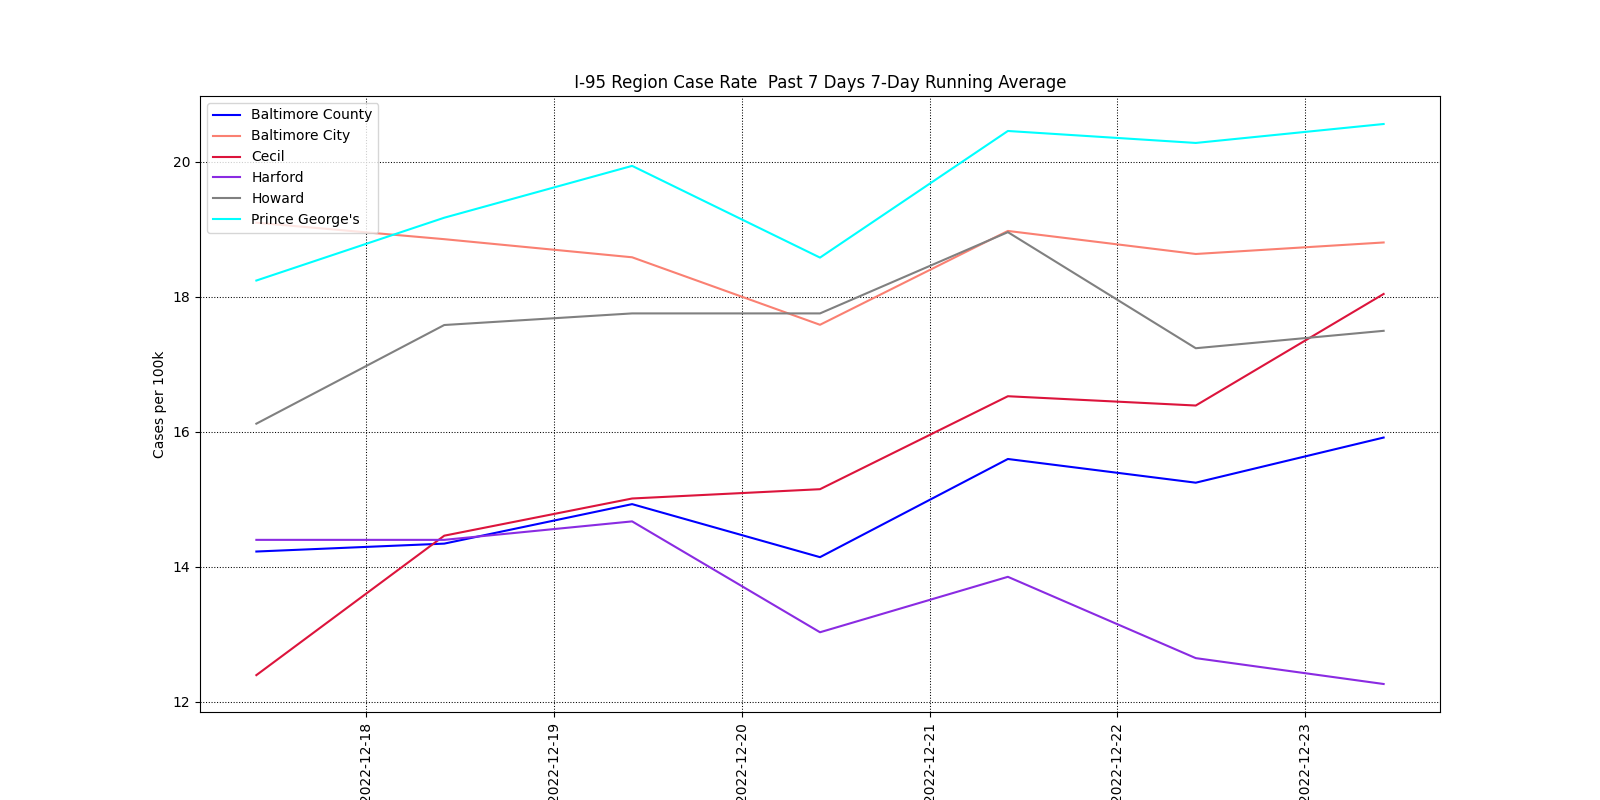 I-95 Region Case Rate  Past 7 Days 7-Day Running Average
Baltimore County
Baltimore City
Cecil
Harford
Howard
Prince George's
Cases per 100k
20
18
16
14
12
2022-12-18
2022-12-19
2022-12-20
2022-12-21
2022-12-22
2022-12-23